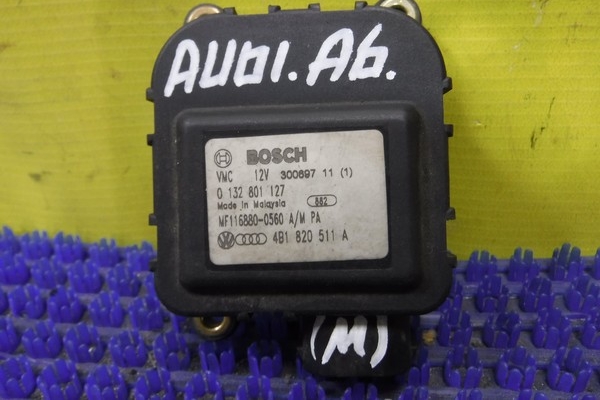 AUDI. A6.
BOSCH
VMC 12V 300697 11 (1)
0 132 801 127
Made in Malaysia 882
MF116880-0560 A/M PA
4B1 820 511 A
(M)